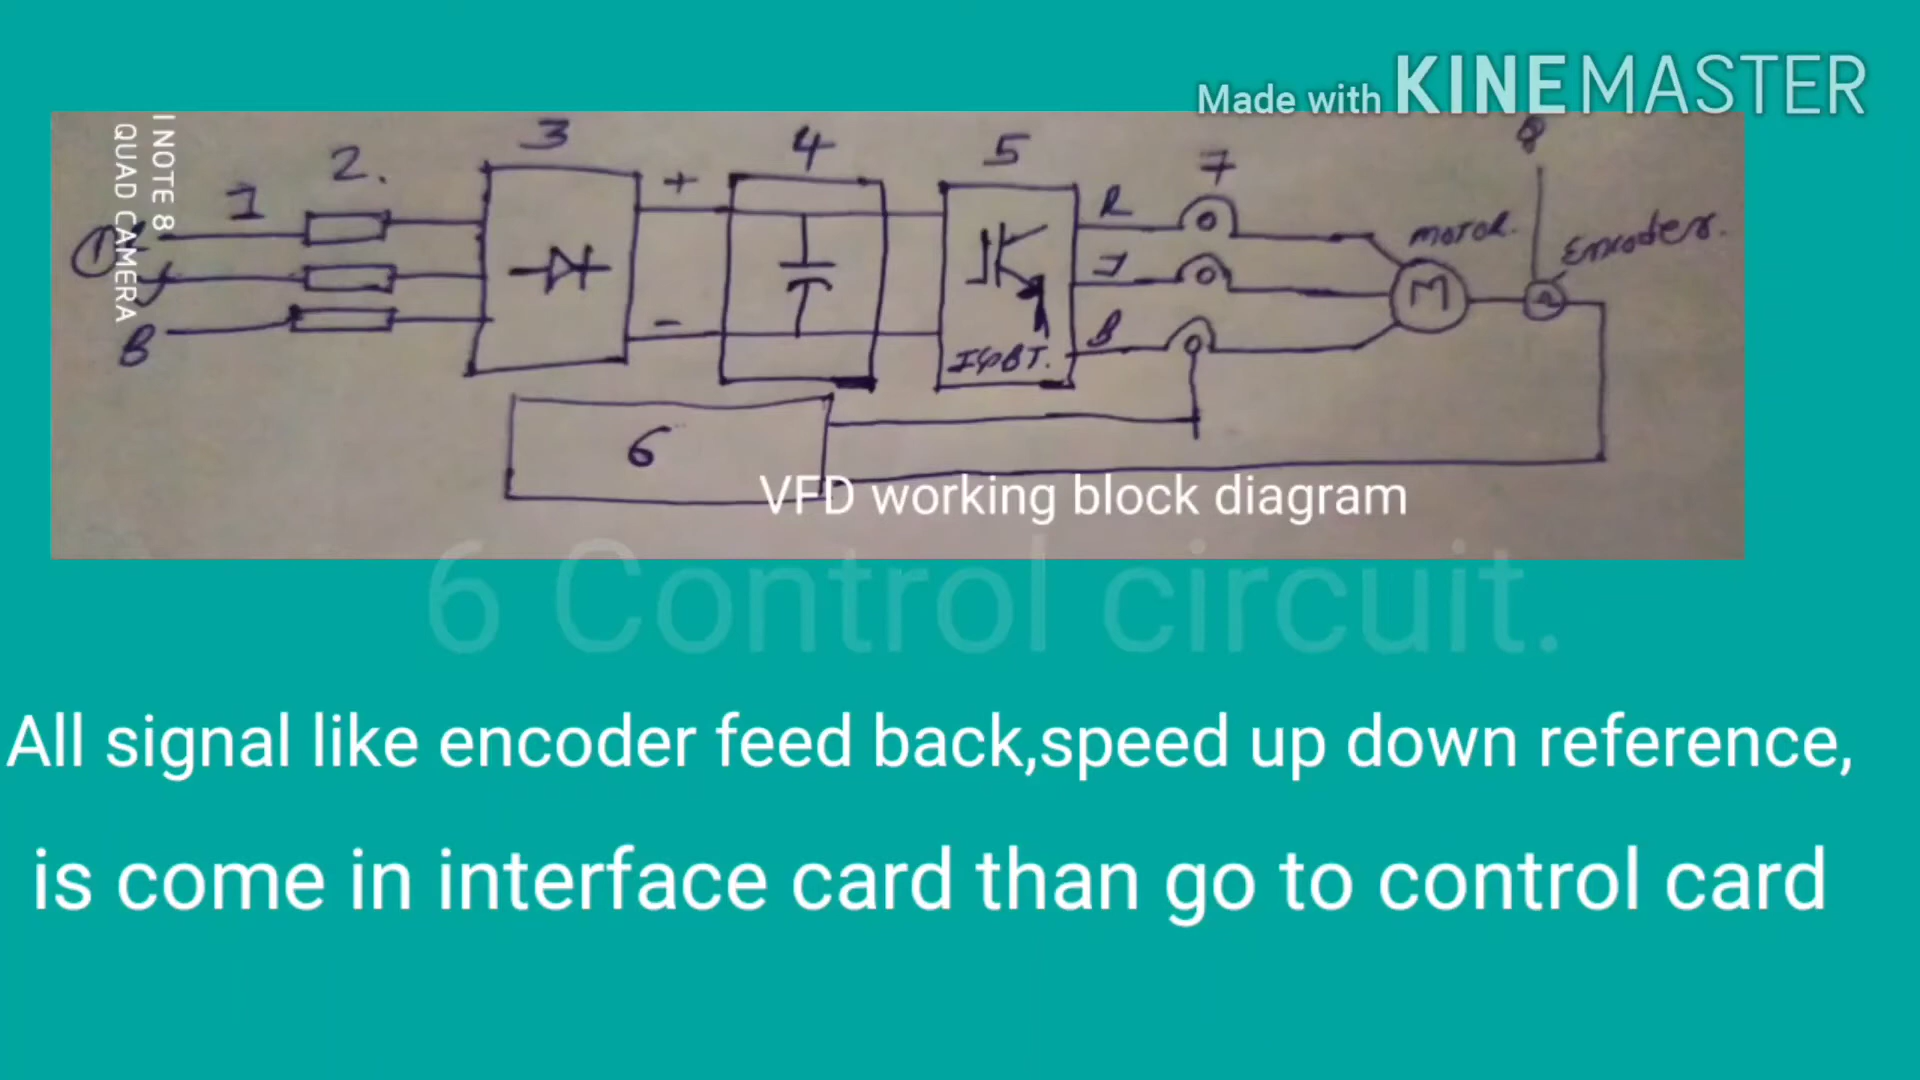 Made with KINEMASTER
I NOTE 8
QUAD CAMERA
1
2.
3
+
4
5
7
8
R
Y
B
-
IGBT.
MOTOR.
M
Encoder.
B
6
VFD working block diagram
6 Control circuit.
All signal like encoder feed back,speed up down reference,
is come in interface card than go to control card